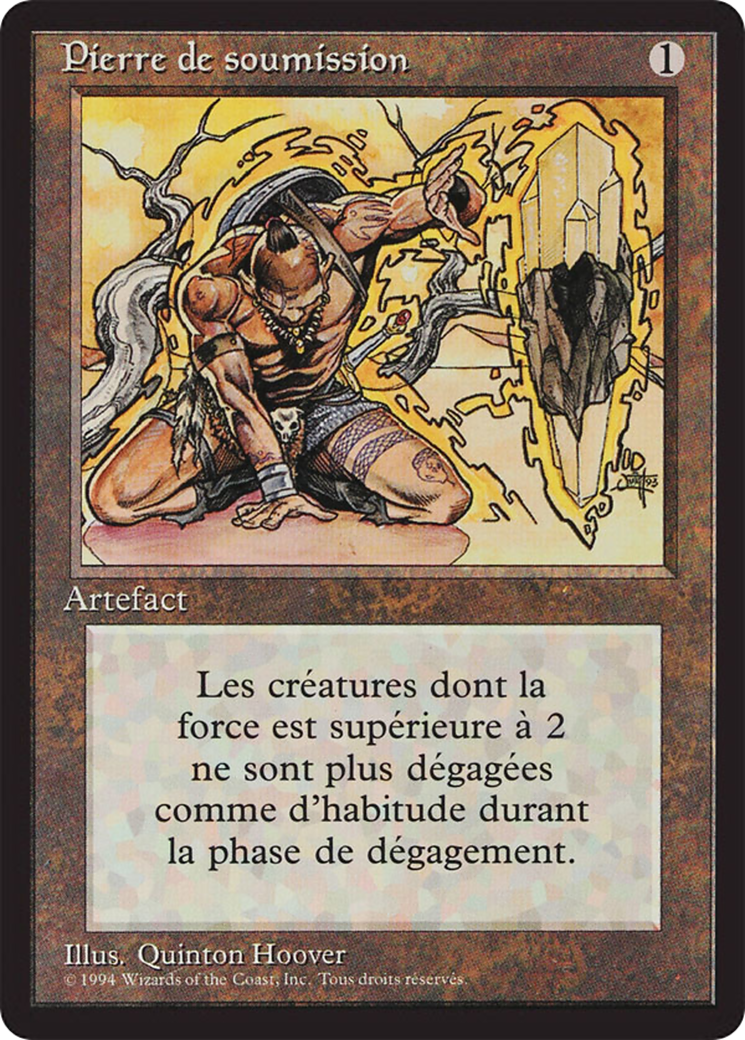 Pierre de soumission
1
Artefact
Les créatures dont la
force est supérieure à 2
ne sont plus dégagées
comme d'habitude durant
la phase de dégagement.
Illus. Quinton Hoover
© 1994 Wizards of the Coast, Inc. Tous droits réservés.